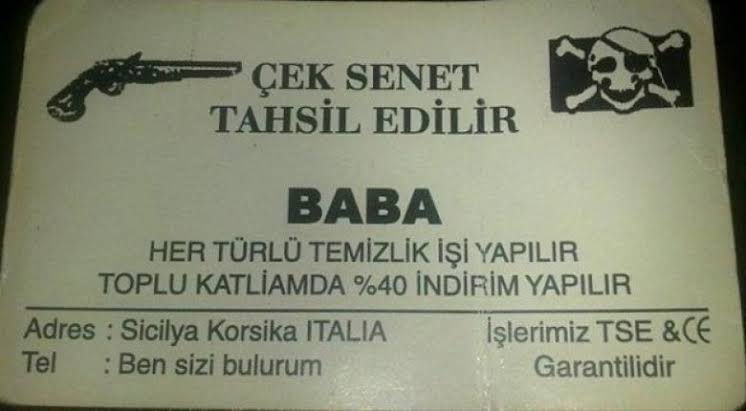 ÇEK SENET
TAHSİL EDİLİR
BABA
HER TÜRLÜ TEMİZLİK İŞİ YAPILIR
TOPLU KATLİAMDA %40 İNDİRİM YAPILIR
Adres : Sicilya Korsika ITALIA
Tel : Ben sizi bulurum
İşlerimiz TSE & CE
Garantilidir